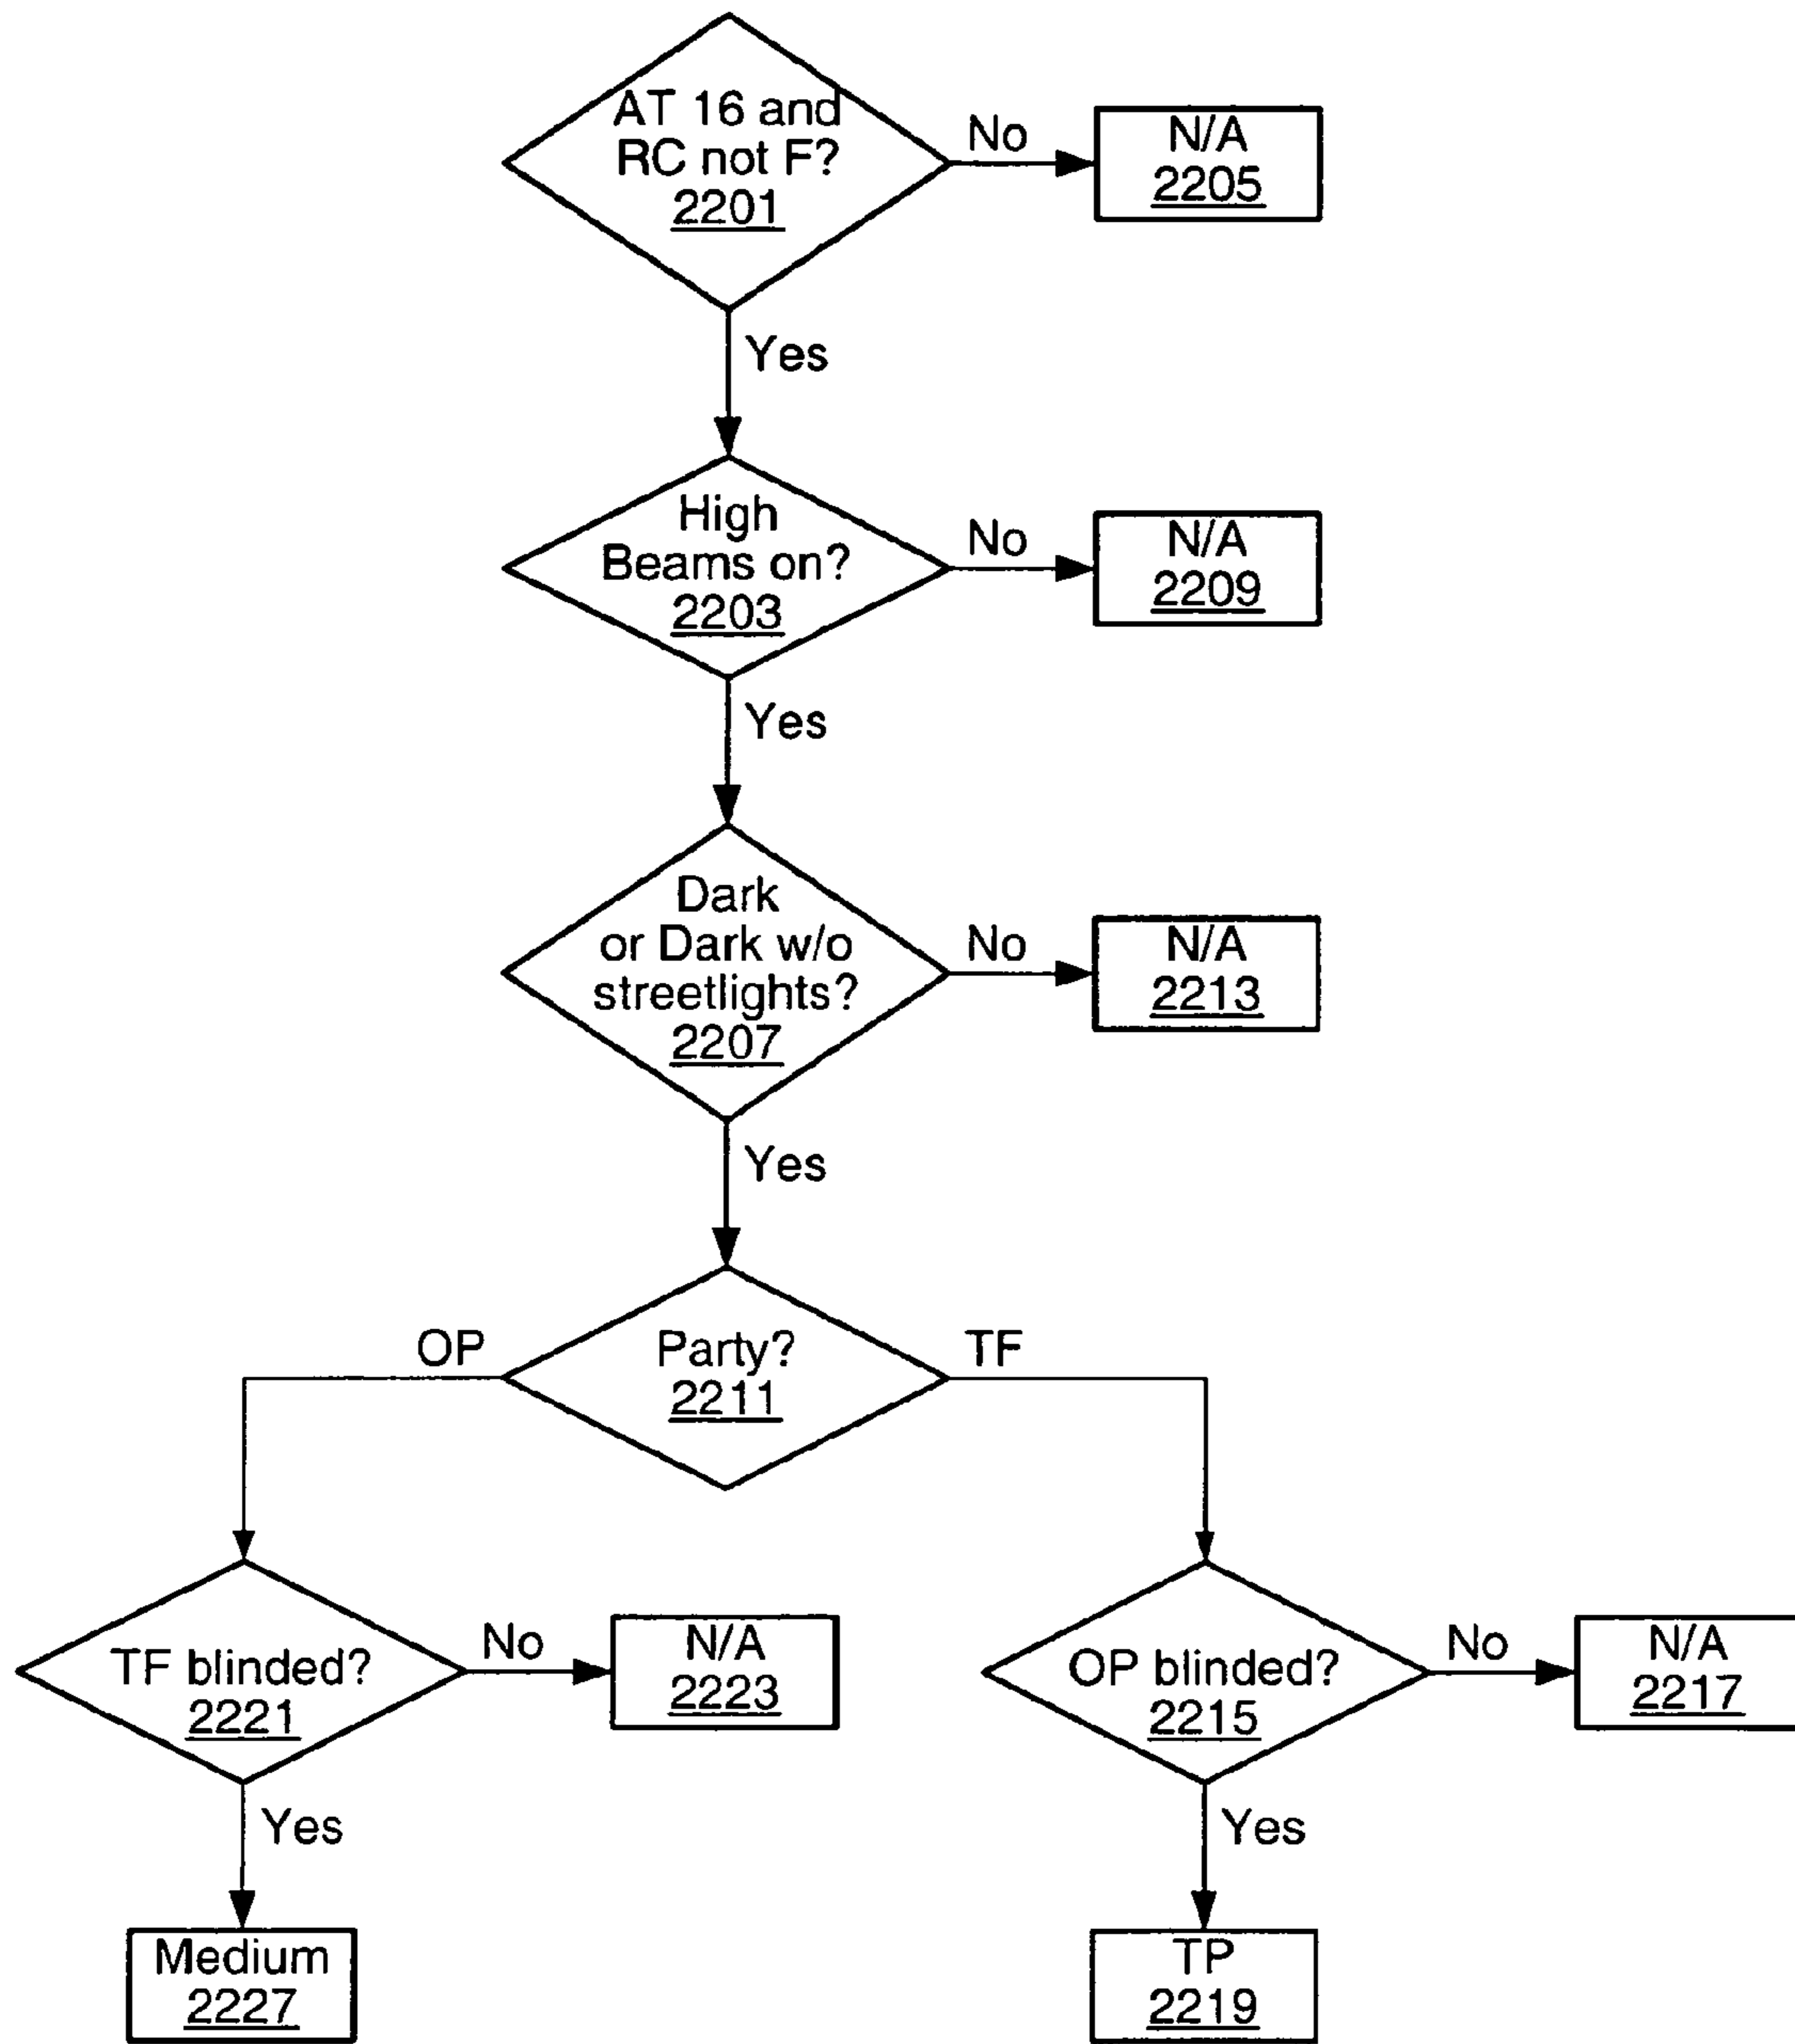 AT 16 and
RC not F?
2201
No
N/A
2205
Yes
High
Beams on?
2203
No
N/A
2209
Yes
Dark
or Dark w/o
streetlights?
2207
No
N/A
2213
Yes
OP
Party?
2211
TF
TF blinded?
2221
No
N/A
2223
OP blinded?
2215
No
N/A
2217
Yes
Yes
Medium
2227
TP
2219